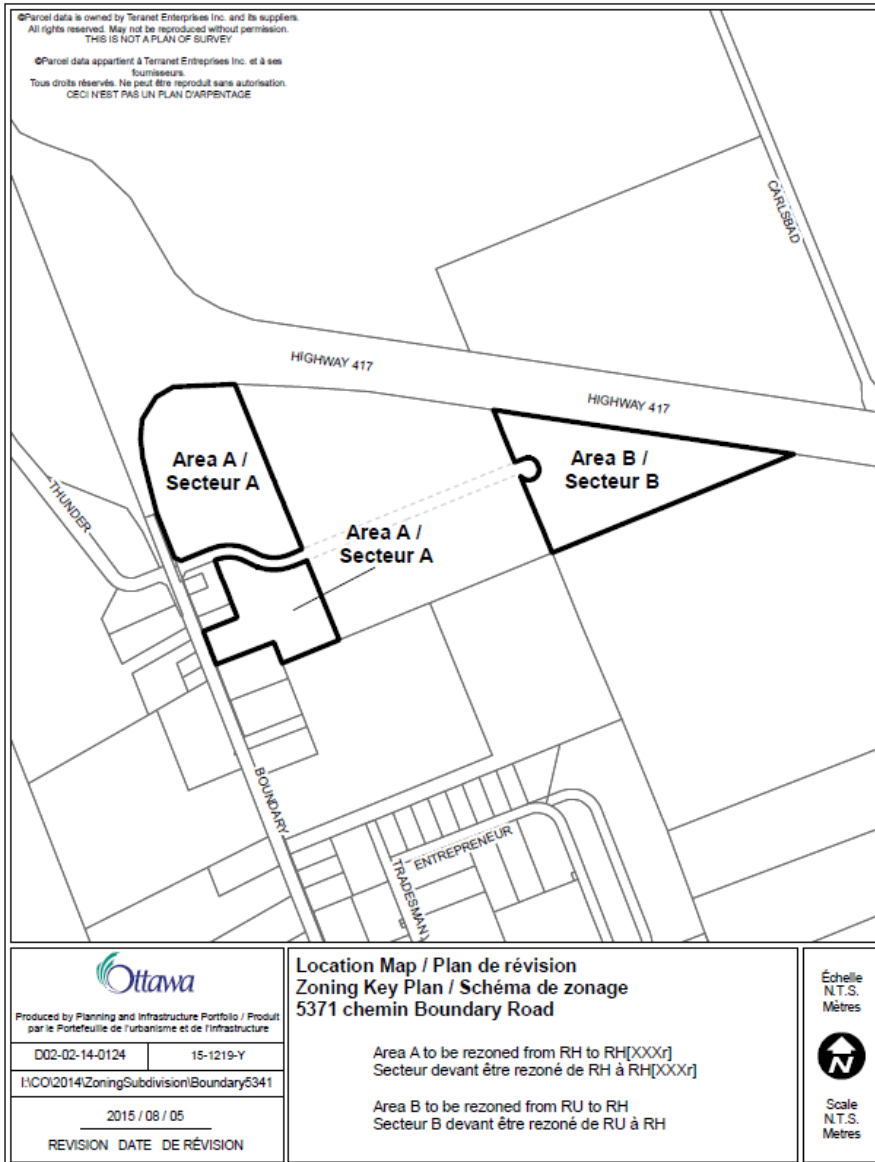 ©Parcel data is owned by Teranet Enterprises Inc. and its suppliers.
All rights reserved. May not be reproduced without permission.
THIS IS NOT A PLAN OF SURVEY
©Parcel data appartient à Terranet Entreprises Inc. et à ses
fournisseurs.
Tous droits réservés. Ne peut être reproduit sans autorisation.
CECI N'EST PAS UN PLAN D'ARPENTAGE
CARLSBAD
HIGHWAY 417
HIGHWAY 417
Area A /
Secteur A
Area B /
Secteur B
THUNDER
Area A /
Secteur A
BOUNDARY
ENTREPRENEUR
TRADESMAN
Ottawa
Produced by Planning and Infrastructure Portfolio / Produit
par le Portefeuille de l'urbanisme et de l'infrastructure
D02-02-14-0124
15-1219-Y
I:\CO\2014\ZoningSubdivision\Boundary5341
2015 / 08 / 05
REVISION DATE DE RÉVISION
Location Map / Plan de révision
Zoning Key Plan / Schéma de zonage
5371 chemin Boundary Road
Area A to be rezoned from RH to RH[XXXr]
Secteur devant être rezoné de RH à RH[XXXr]
Area B to be rezoned from RU to RH
Secteur B devant être rezoné de RU à RH
Échelle
N.T.S.
Mètres
N
Scale
N.T.S.
Metres